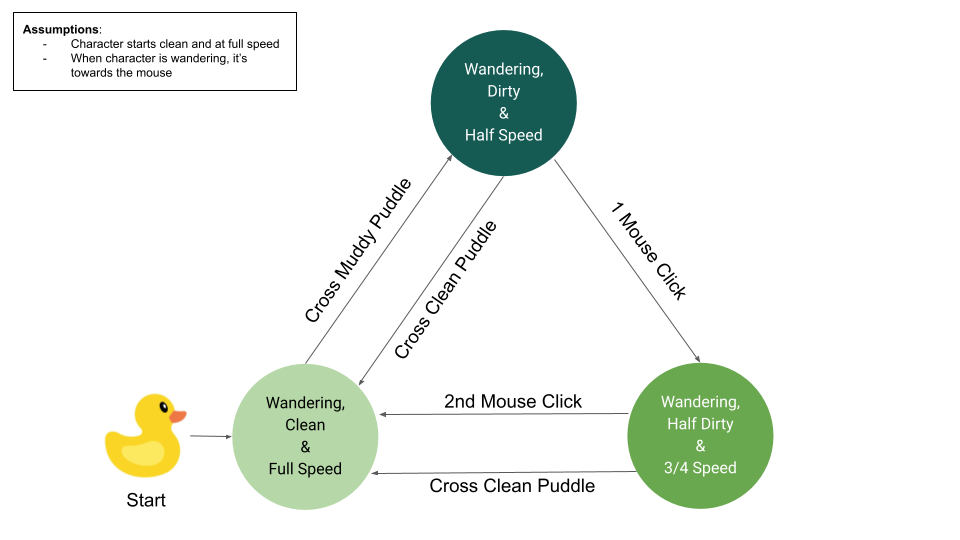 Assumptions:
- Character starts clean and at full speed
- When character is wandering, it's
towards the mouse
Wandering,
Dirty
&
Half Speed
Cross Muddy Puddle
Cross Clean Puddle
1 Mouse Click
Wandering,
Clean
&
Full Speed
2nd Mouse Click
Wandering,
Half Dirty
&
3/4 Speed
Cross Clean Puddle
Start